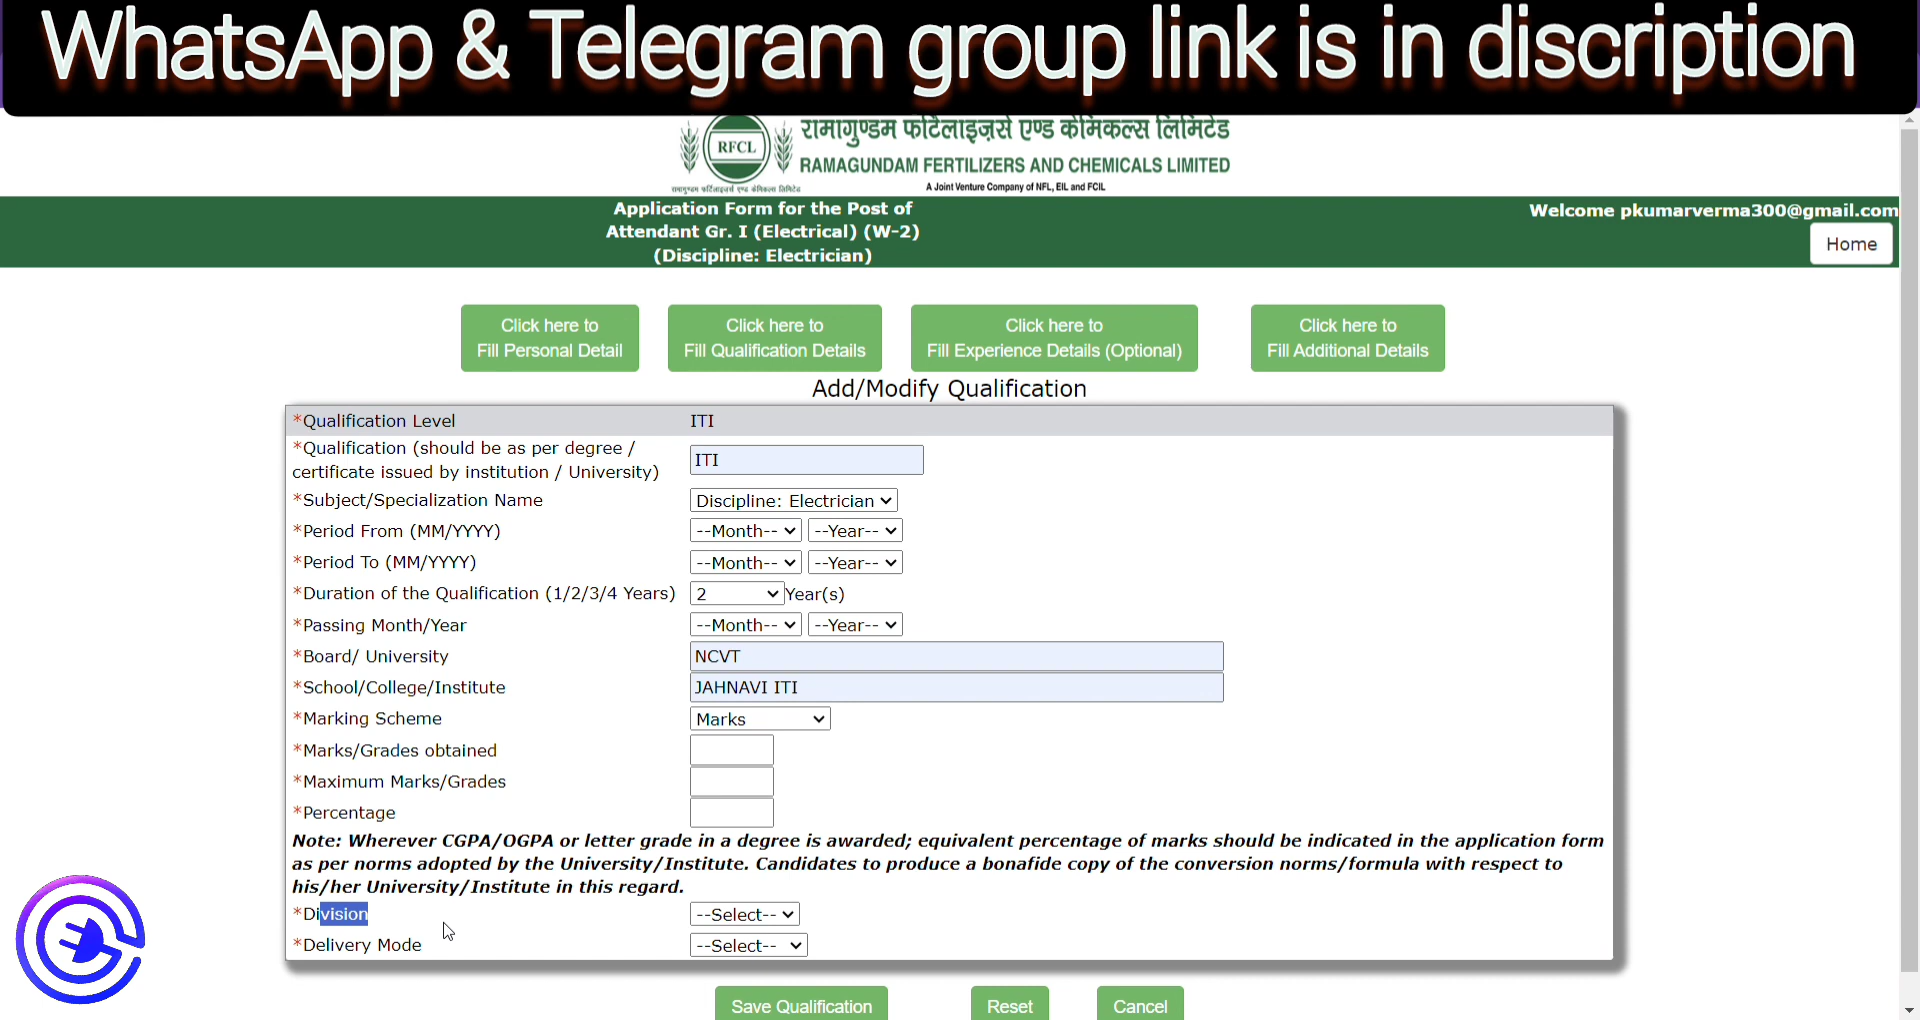 WhatsApp & Telegram group link is in discription
रामागुण्डम फर्टिलाइज़र्स एण्ड केमिकल्स लिमिटेड
RFCL
RAMAGUNDAM FERTILIZERS AND CHEMICALS LIMITED
रामागुण्डम फर्टिलाइज़र्स एण्ड केमिकल्स लिमिटेड
A Joint Venture Company of NFL, EIL and FCIL
Application Form for the Post of
Attendant Gr. I (Electrical) (W-2)
(Discipline: Electrician)
Welcome pkumarverma300@gmail.com
Home
Click here to
Fill Personal Detail
Click here to
Fill Qualification Details
Click here to
Fill Experience Details (Optional)
Click here to
Fill Additional Details
Add/Modify Qualification
*Qualification Level ITI
*Qualification (should be as per degree /
certificate issued by institution / University) ITI
*Subject/Specialization Name Discipline: Electrician
*Period From (MM/YYYY) --Month-- --Year--
*Period To (MM/YYYY) --Month-- --Year--
*Duration of the Qualification (1/2/3/4 Years) 2 Year(s)
*Passing Month/Year --Month-- --Year--
*Board/ University NCVT
*School/College/Institute JAHNAVI ITI
*Marking Scheme Marks
*Marks/Grades obtained
*Maximum Marks/Grades
*Percentage
Note: Wherever CGPA/OGPA or letter grade in a degree is awarded; equivalent percentage of marks should be indicated in the application form
as per norms adopted by the University/Institute. Candidates to produce a bonafide copy of the conversion norms/formula with respect to
his/her University/Institute in this regard.
*Division --Select--
*Delivery Mode --Select--
Save Qualification Reset Cancel